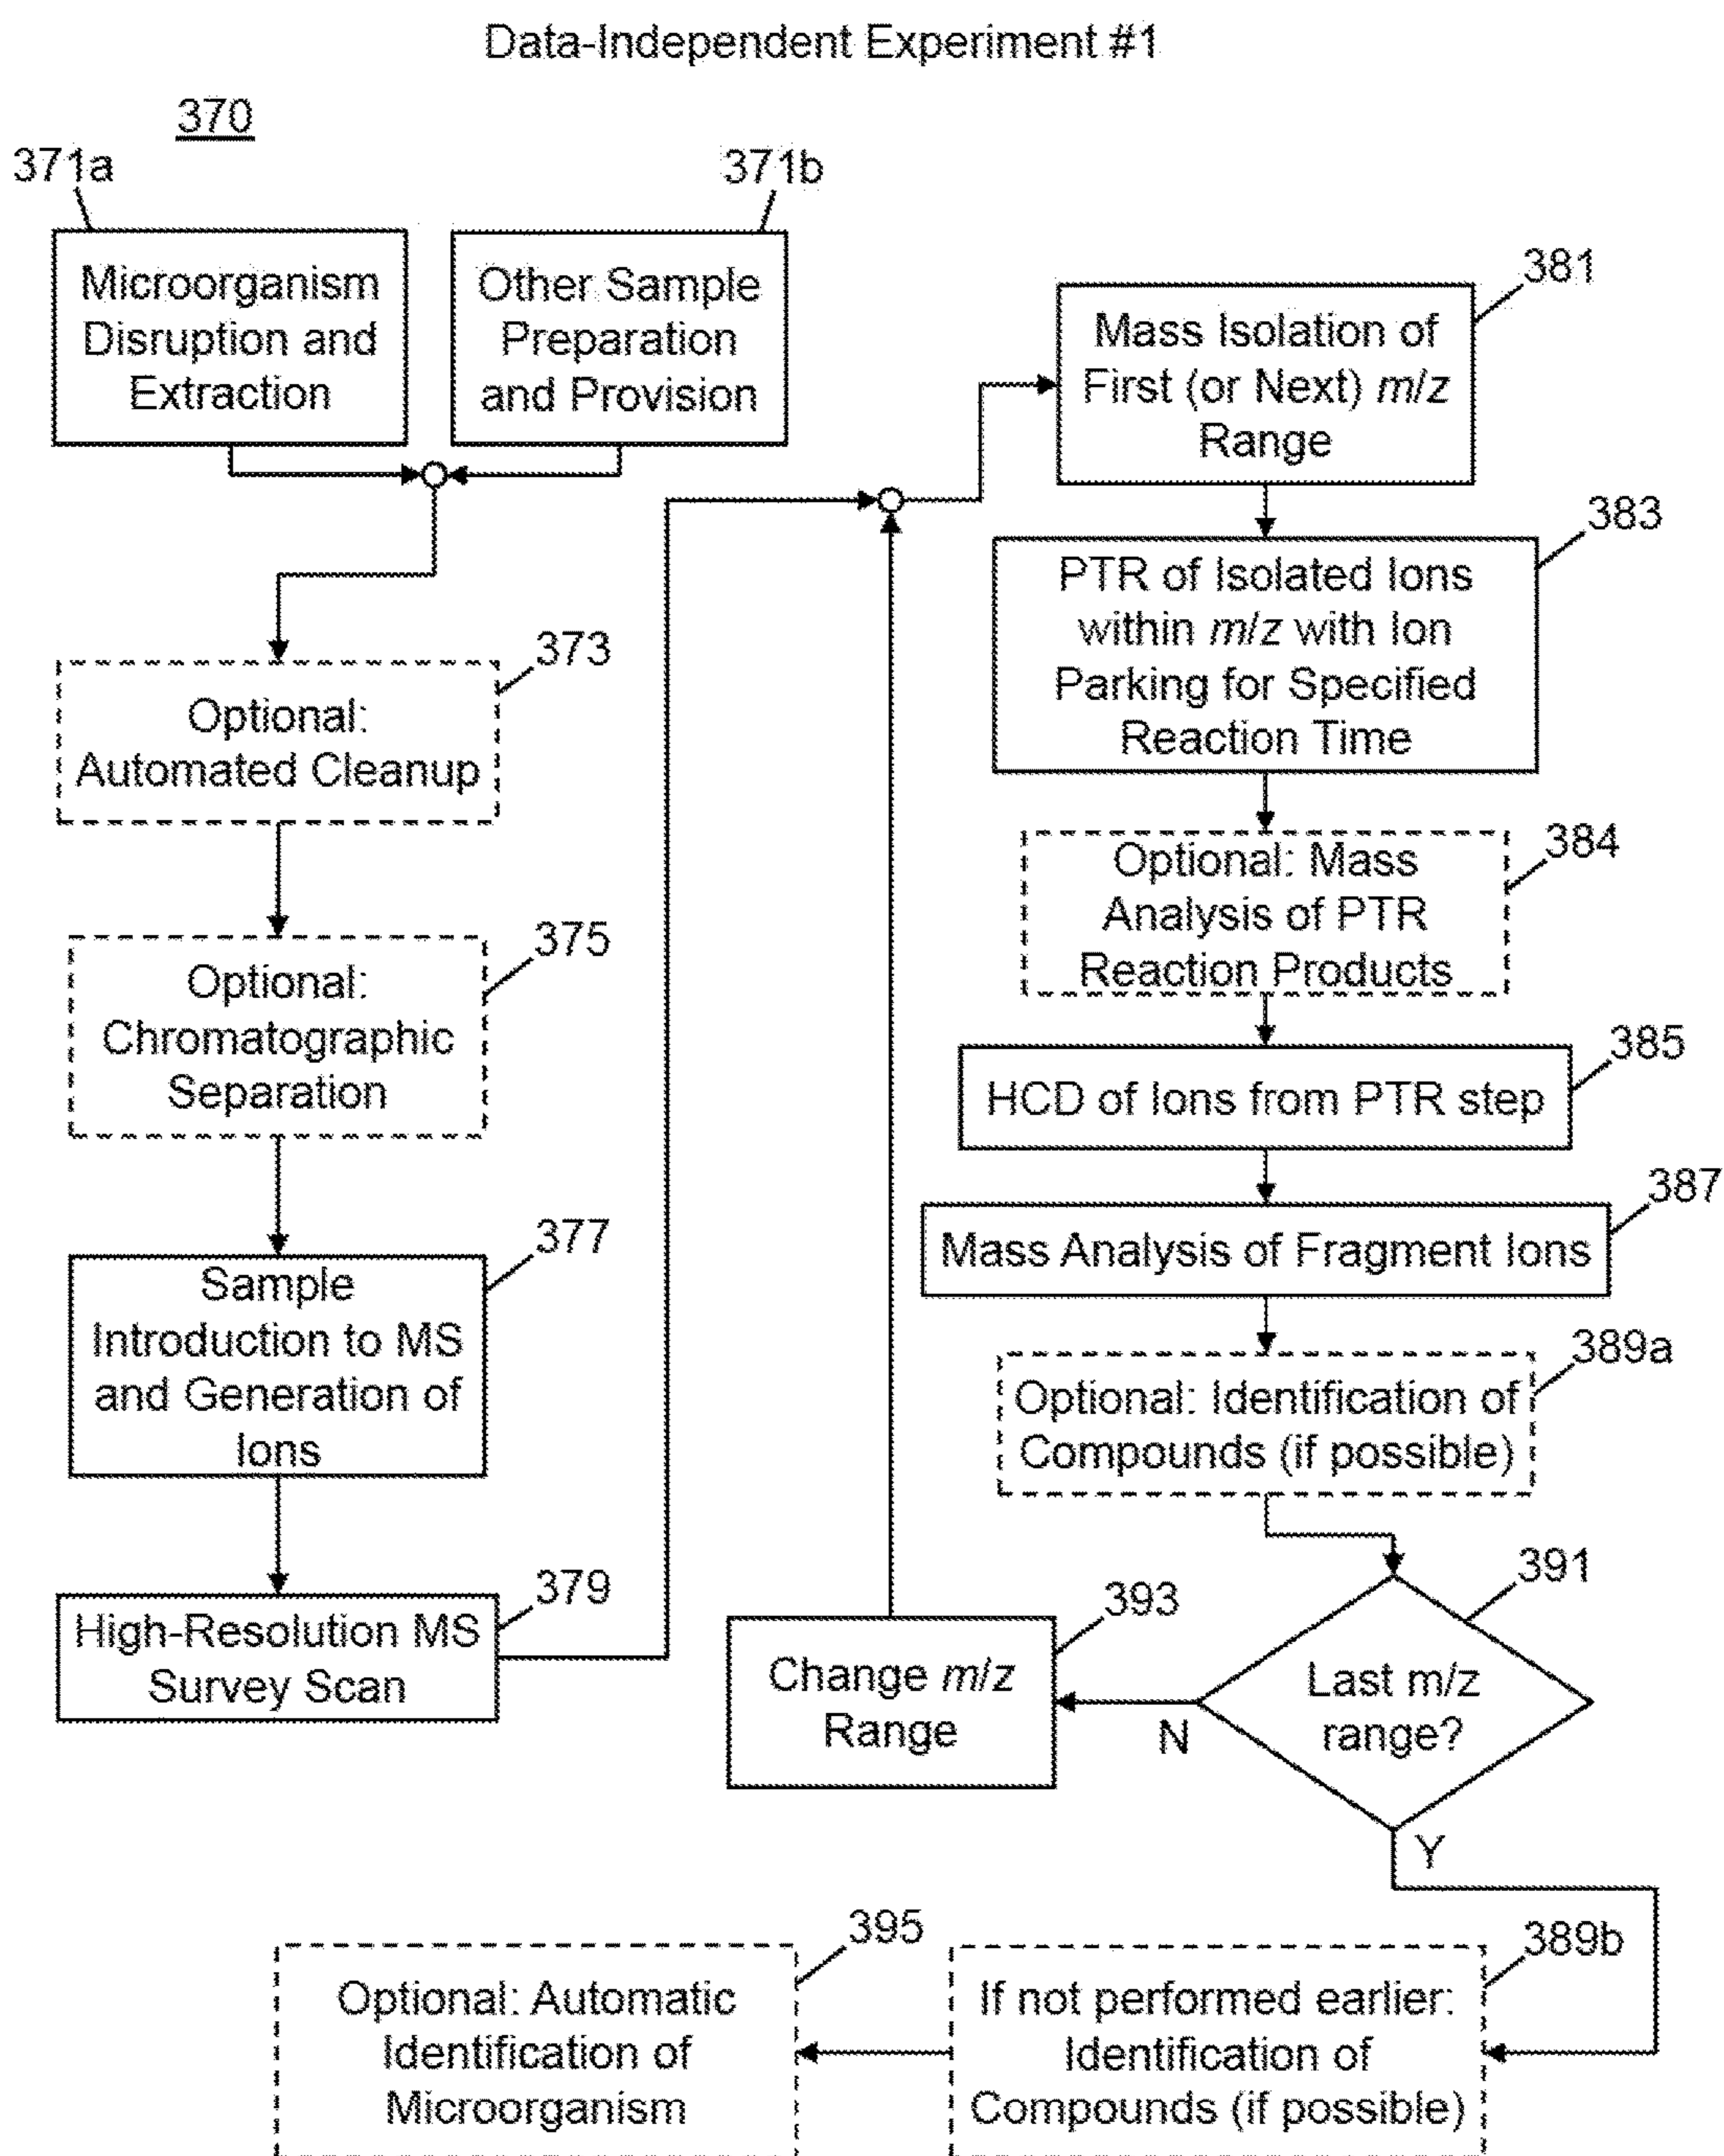 Data-Independent Experiment #1
370
371a
371b
Microorganism
Disruption and
Extraction
Other Sample
Preparation
and Provision
373
Optional:
Automated Cleanup
375
Optional:
Chromatographic
Separation
377
Sample
Introduction to MS
and Generation of
Ions
379
High-Resolution MS
Survey Scan
381
Mass Isolation of
First (or Next) m/z
Range
383
PTR of Isolated Ions
within m/z with Ion
Parking for Specified
Reaction Time
384
Optional: Mass
Analysis of PTR
Reaction Products
385
HCD of Ions from PTR step
387
Mass Analysis of Fragment Ions
389a
Optional: Identification of
Compounds (if possible)
391
Last m/z
range?
N
Y
393
Change m/z
Range
389b
If not performed earlier:
Identification of
Compounds (if possible)
395
Optional: Automatic
Identification of
Microorganism